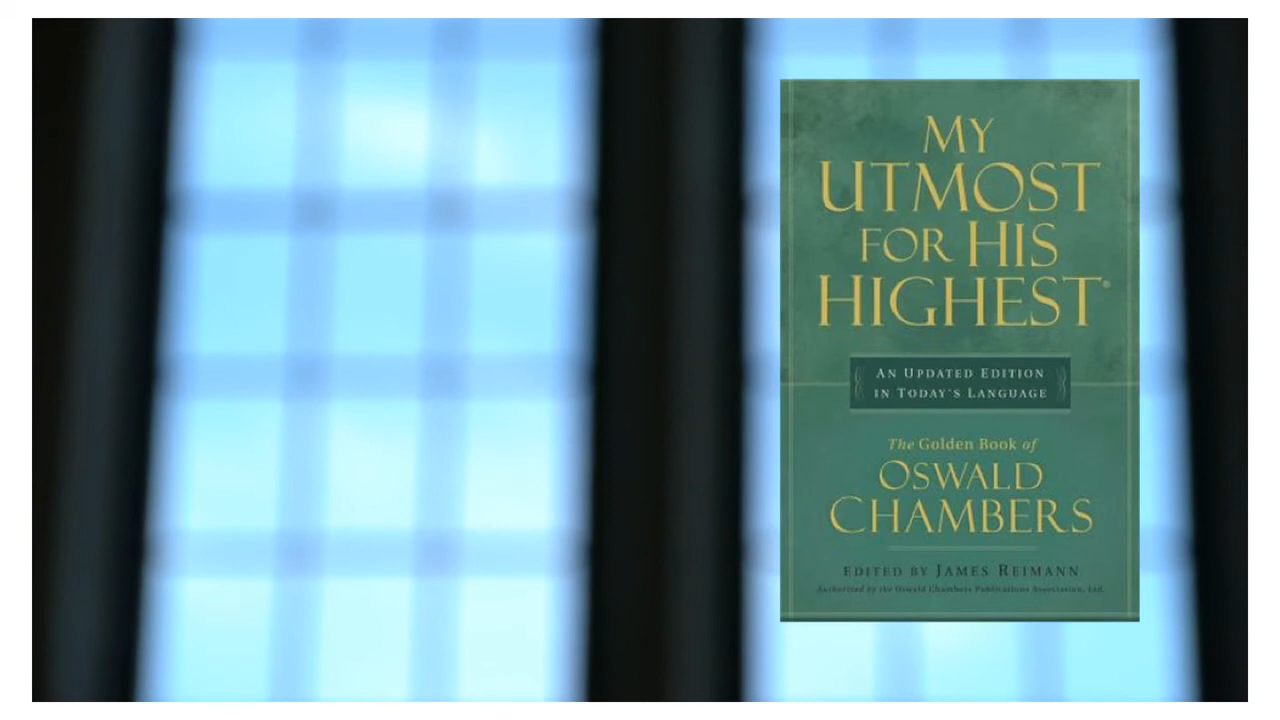 MY
UTMOST
FOR HIS
HIGHEST®
AN UPDATED EDITION
IN TODAY'S LANGUAGE
The Golden Book of
OSWALD
CHAMBERS
EDITED BY JAMES REIMANN
Authorized by the Oswald Chambers Publications Association, Ltd.